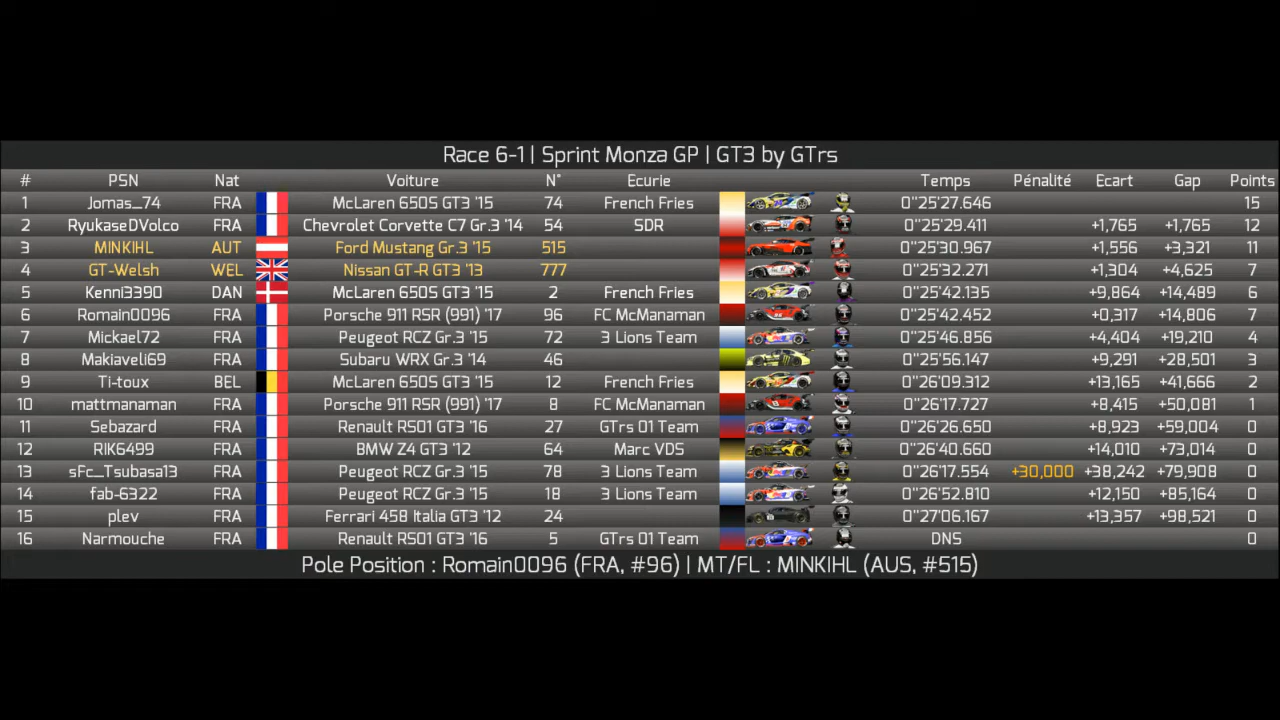 Race 6-1 | Sprint Monza GP | GT3 by GTrs
# PSN Nat Voiture N° Ecurie Temps Pénalité Ecart Gap Points
1 Jomas_74 FRA McLaren 650S GT3 '15 74 French Fries 0"25'27.646 15
2 RyukaseDVolco FRA Chevrolet Corvette C7 Gr.3 '14 54 SDR 0"25'29.411 +1,765 +1,765 12
3 MINKIHL AUT Ford Mustang Gr.3 '15 515 0"25'30.967 +1,556 +3,321 11
4 GT-Welsh WEL Nissan GT-R GT3 '13 777 0"25'32.271 +1,304 +4,625 7
5 Kenni3390 DAN McLaren 650S GT3 '15 2 French Fries 0"25'42.135 +9,864 +14,489 6
6 Romain0096 FRA Porsche 911 RSR (991) '17 96 FC McManaman 0"25'42.452 +0,317 +14,806 7
7 Mickael72 FRA Peugeot RCZ Gr.3 '15 72 3 Lions Team 0"25'46.856 +4,404 +19,210 4
8 Makiaveli69 FRA Subaru WRX Gr.3 '14 46 0"25'56.147 +9,291 +28,501 3
9 Ti-toux BEL McLaren 650S GT3 '15 12 French Fries 0"26'09.312 +13,165 +41,666 2
10 mattmanaman FRA Porsche 911 RSR (991) '17 8 FC McManaman 0"26'17.727 +8,415 +50,081 1
11 Sebazard FRA Renault RS01 GT3 '16 27 GTrs 01 Team 0"26'26.650 +8,923 +59,004 0
12 RIK6499 FRA BMW Z4 GT3 '12 64 Marc VDS 0"26'40.660 +14,010 +73,014 0
13 sFc_Tsubasa13 FRA Peugeot RCZ Gr.3 '15 78 3 Lions Team 0"26'17.554 +30,000 +38,242 +79,908 0
14 fab-6322 FRA Peugeot RCZ Gr.3 '15 18 3 Lions Team 0"26'52.810 +12,150 +85,164 0
15 plev FRA Ferrari 458 Italia GT3 '12 24 0"27'06.167 +13,357 +98,521 0
16 Narmouche FRA Renault RS01 GT3 '16 5 GTrs 01 Team DNS 0
Pole Position : Romain0096 (FRA, #96) | MT/FL : MINKIHL (AUS, #515)